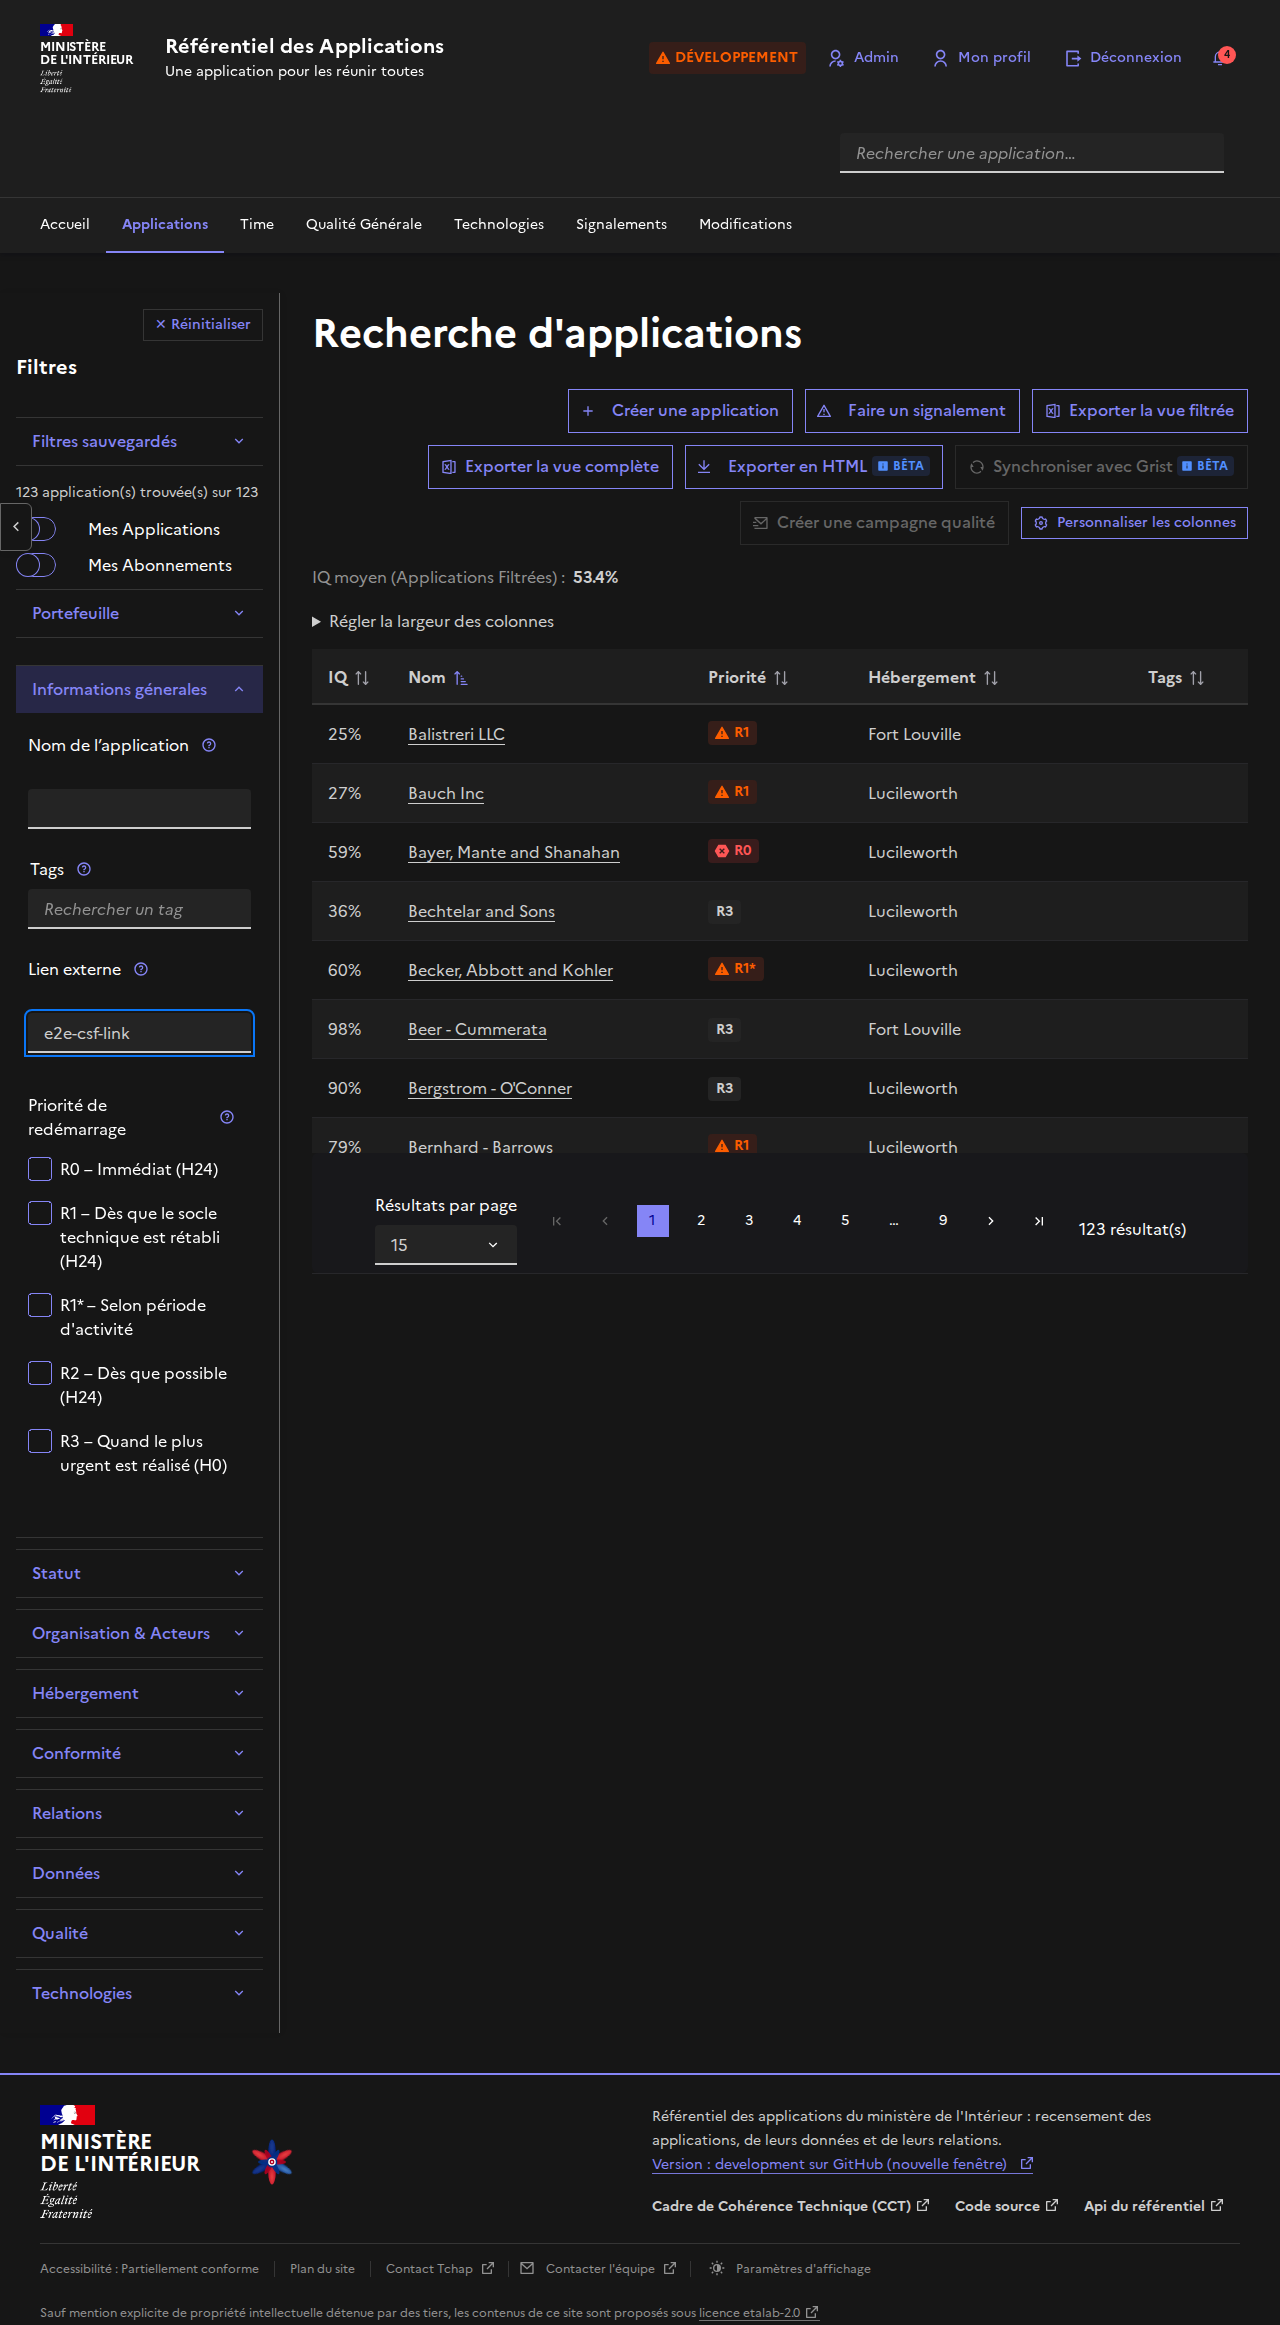 MINISTÈRE
DE L'INTÉRIEUR
Liberté
Égalité
Fraternité
Référentiel des Applications
Une application pour les réunir toutes
DÉVELOPPEMENT
Admin
Mon profil
Déconnexion
4
Rechercher une application…
Accueil
Applications
Time
Qualité Générale
Technologies
Signalements
Modifications
Réinitialiser
Filtres
Filtres sauvegardés
123 application(s) trouvée(s) sur 123
Mes Applications
Mes Abonnements
Portefeuille
Informations génerales
Nom de l’application
Tags
Rechercher un tag
Lien externe
e2e-csf-link
Priorité de
redémarrage
R0 – Immédiat (H24)
R1 – Dès que le socle
technique est rétabli
(H24)
R1* – Selon période
d'activité
R2 – Dès que possible
(H24)
R3 – Quand le plus
urgent est réalisé (H0)
Statut
Organisation & Acteurs
Hébergement
Conformité
Relations
Données
Qualité
Technologies
Recherche d'applications
Créer une application
Faire un signalement
Exporter la vue filtrée
Exporter la vue complète
Exporter en HTML BÊTA
Synchroniser avec Grist BÊTA
Créer une campagne qualité
Personnaliser les colonnes
IQ moyen (Applications Filtrées) : 53.4%
Régler la largeur des colonnes
IQ Nom Priorité Hébergement Tags
25% Balistreri LLC R1 Fort Louville
27% Bauch Inc R1 Lucileworth
59% Bayer, Mante and Shanahan R0 Lucileworth
36% Bechtelar and Sons R3 Lucileworth
60% Becker, Abbott and Kohler R1* Lucileworth
98% Beer - Cummerata R3 Fort Louville
90% Bergstrom - O'Conner R3 Lucileworth
79% Bernhard - Barrows R1 Lucileworth
Résultats par page
15
1 2 3 4 5 … 9
123 résultat(s)
MINISTÈRE
DE L'INTÉRIEUR
Liberté
Égalité
Fraternité
Référentiel des applications du ministère de l'Intérieur : recensement des
applications, de leurs données et de leurs relations.
Version : development sur GitHub (nouvelle fenêtre)
Cadre de Cohérence Technique (CCT)
Code source
Api du référentiel
Accessibilité : Partiellement conforme
Plan du site
Contact Tchap
Contacter l'équipe
Paramètres d'affichage
Sauf mention explicite de propriété intellectuelle détenue par des tiers, les contenus de ce site sont proposés sous licence etalab-2.0